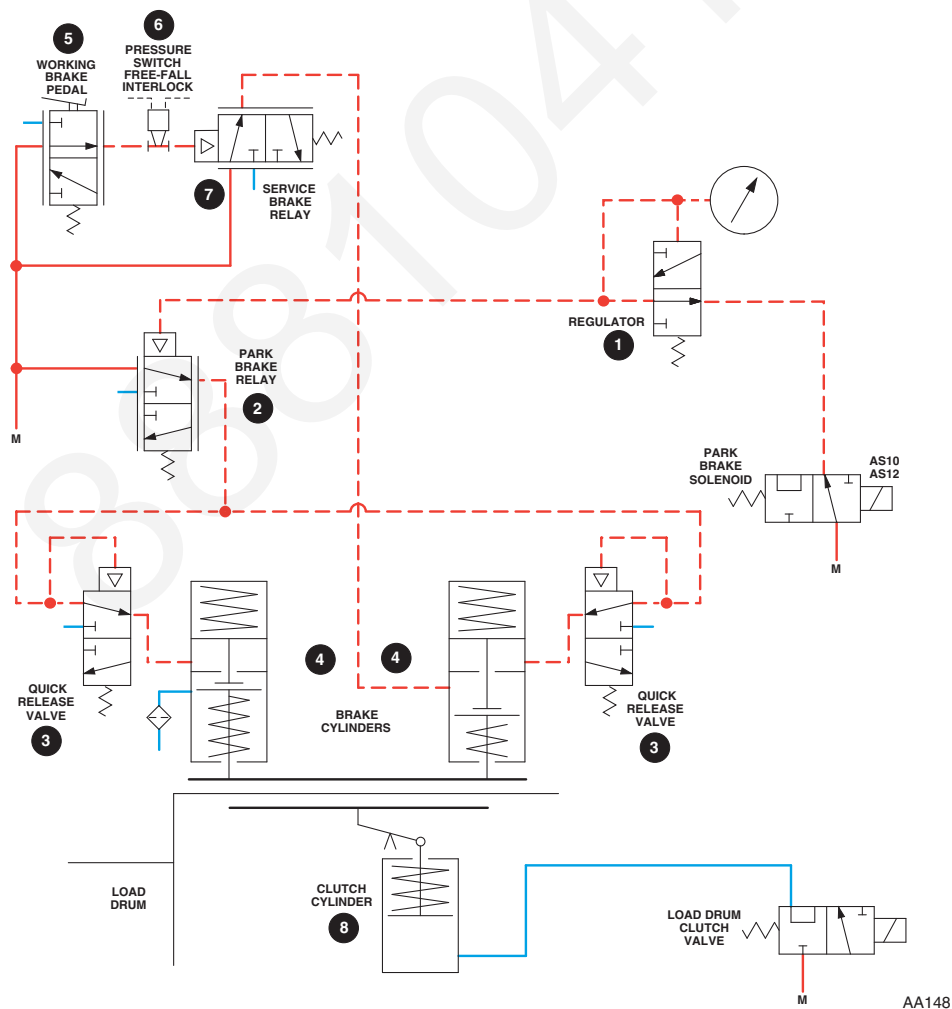 5
WORKING
BRAKE
PEDAL
6
PRESSURE
SWITCH
FREE-FALL
INTERLOCK
7
SERVICE
BRAKE
RELAY
REGULATOR
1
PARK
BRAKE
RELAY
2
M
PARK
BRAKE
SOLENOID
AS10
AS12
M
QUICK
RELEASE
VALVE
3
4
4
BRAKE
CYLINDERS
QUICK
RELEASE
VALVE
3
LOAD
DRUM
CLUTCH
CYLINDER
8
LOAD DRUM
CLUTCH
VALVE
M
AA148